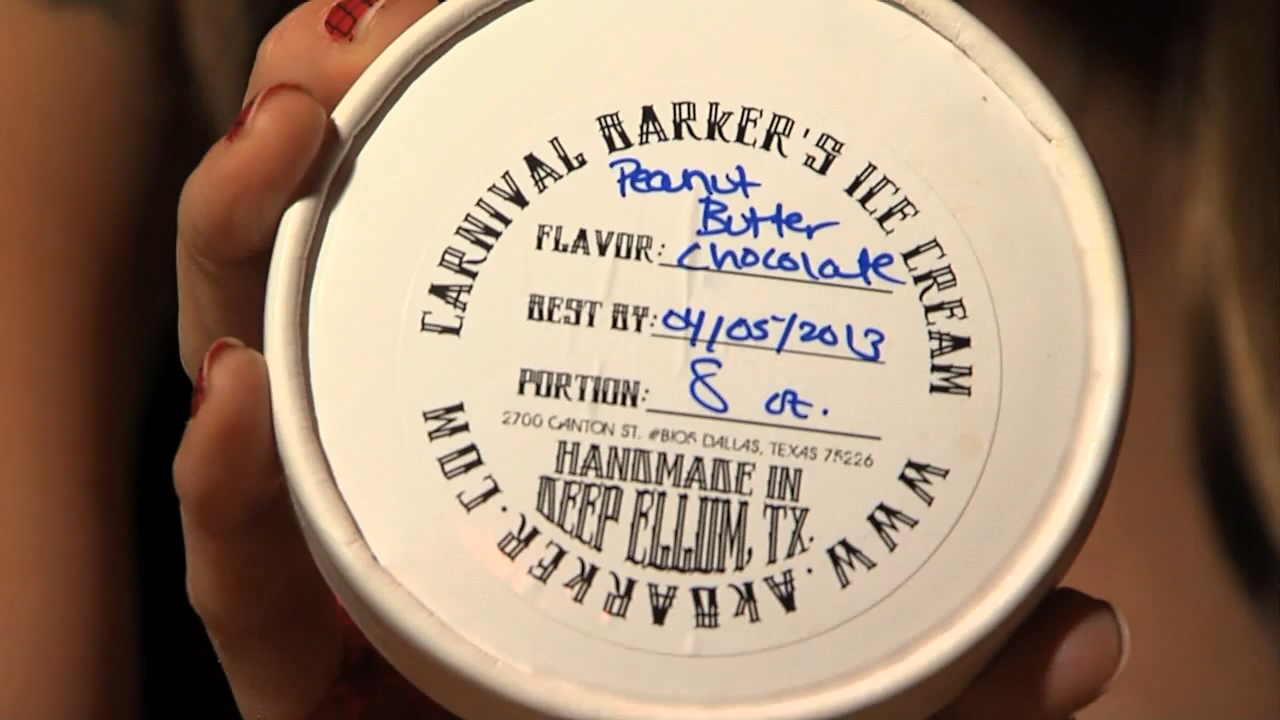 CARNIVAL BARKER'S ICE CREAM
Peanut
Butter
FLAVOR: Chocolate
BEST BY: 04/05/2013
PORTION: 8 oz.
2700 CANTON ST. #B105 DALLAS, TEXAS 75226
HANDMADE IN
DEEP ELLUM, TX.
WWW.AKBARKER.COM